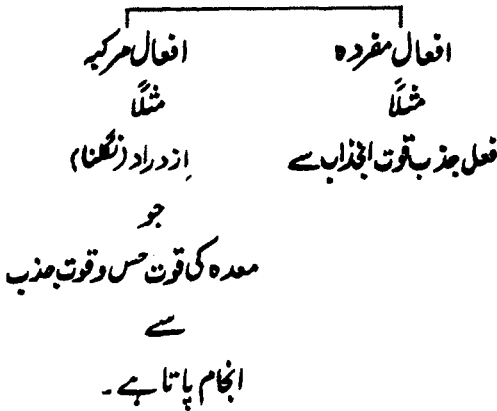 افعال مفردہ
مثلاً
فعل جذب قوت انجذاب سے
افعال مرکبہ
مثلاً
اِزدراد (نگلنا)
جو
معدہ کی قوت حس و قوت جذب
سے
انجام پاتا ہے۔